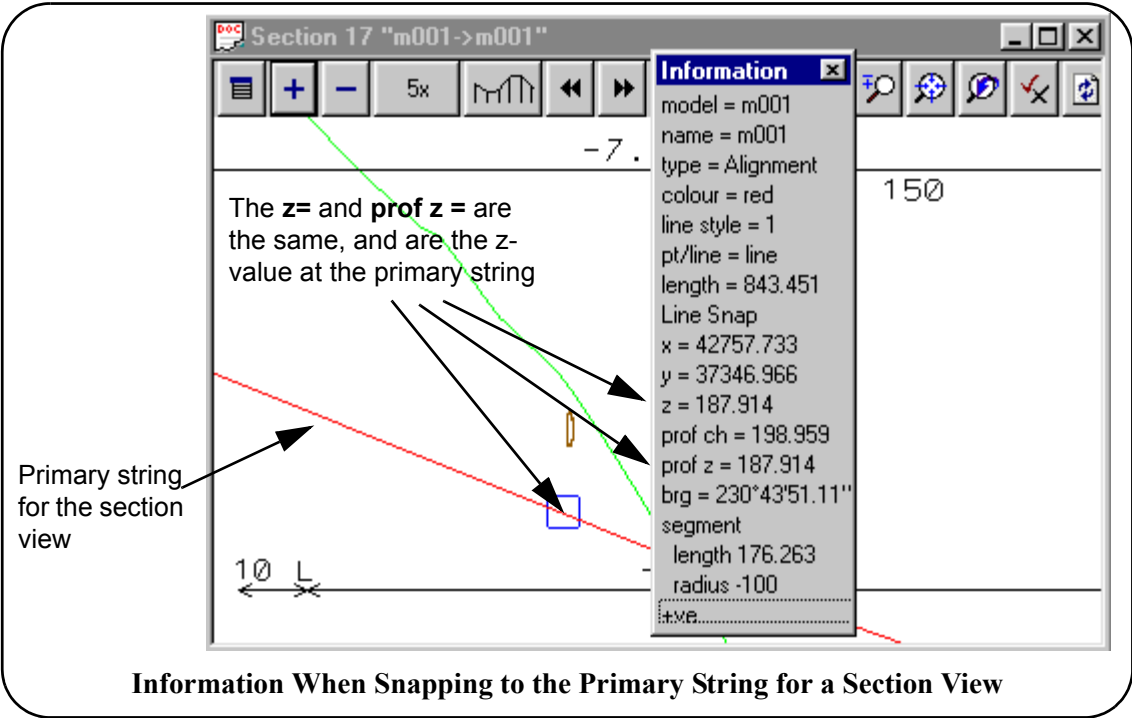 Section 17 "m001->m001"
5x
-7.
150
Information
model = m001
name = m001
type = Alignment
colour = red
line style = 1
pt/line = line
length = 843.451
Line Snap
x = 42757.733
y = 37346.966
z = 187.914
prof ch = 198.959
prof z = 187.914
brg = 230°43'51.11"
segment
length 176.263
radius -100
+ve
The z= and prof z = are
the same, and are the z-
value at the primary string
Primary string
for the section
view
10 L
Information When Snapping to the Primary String for a Section View